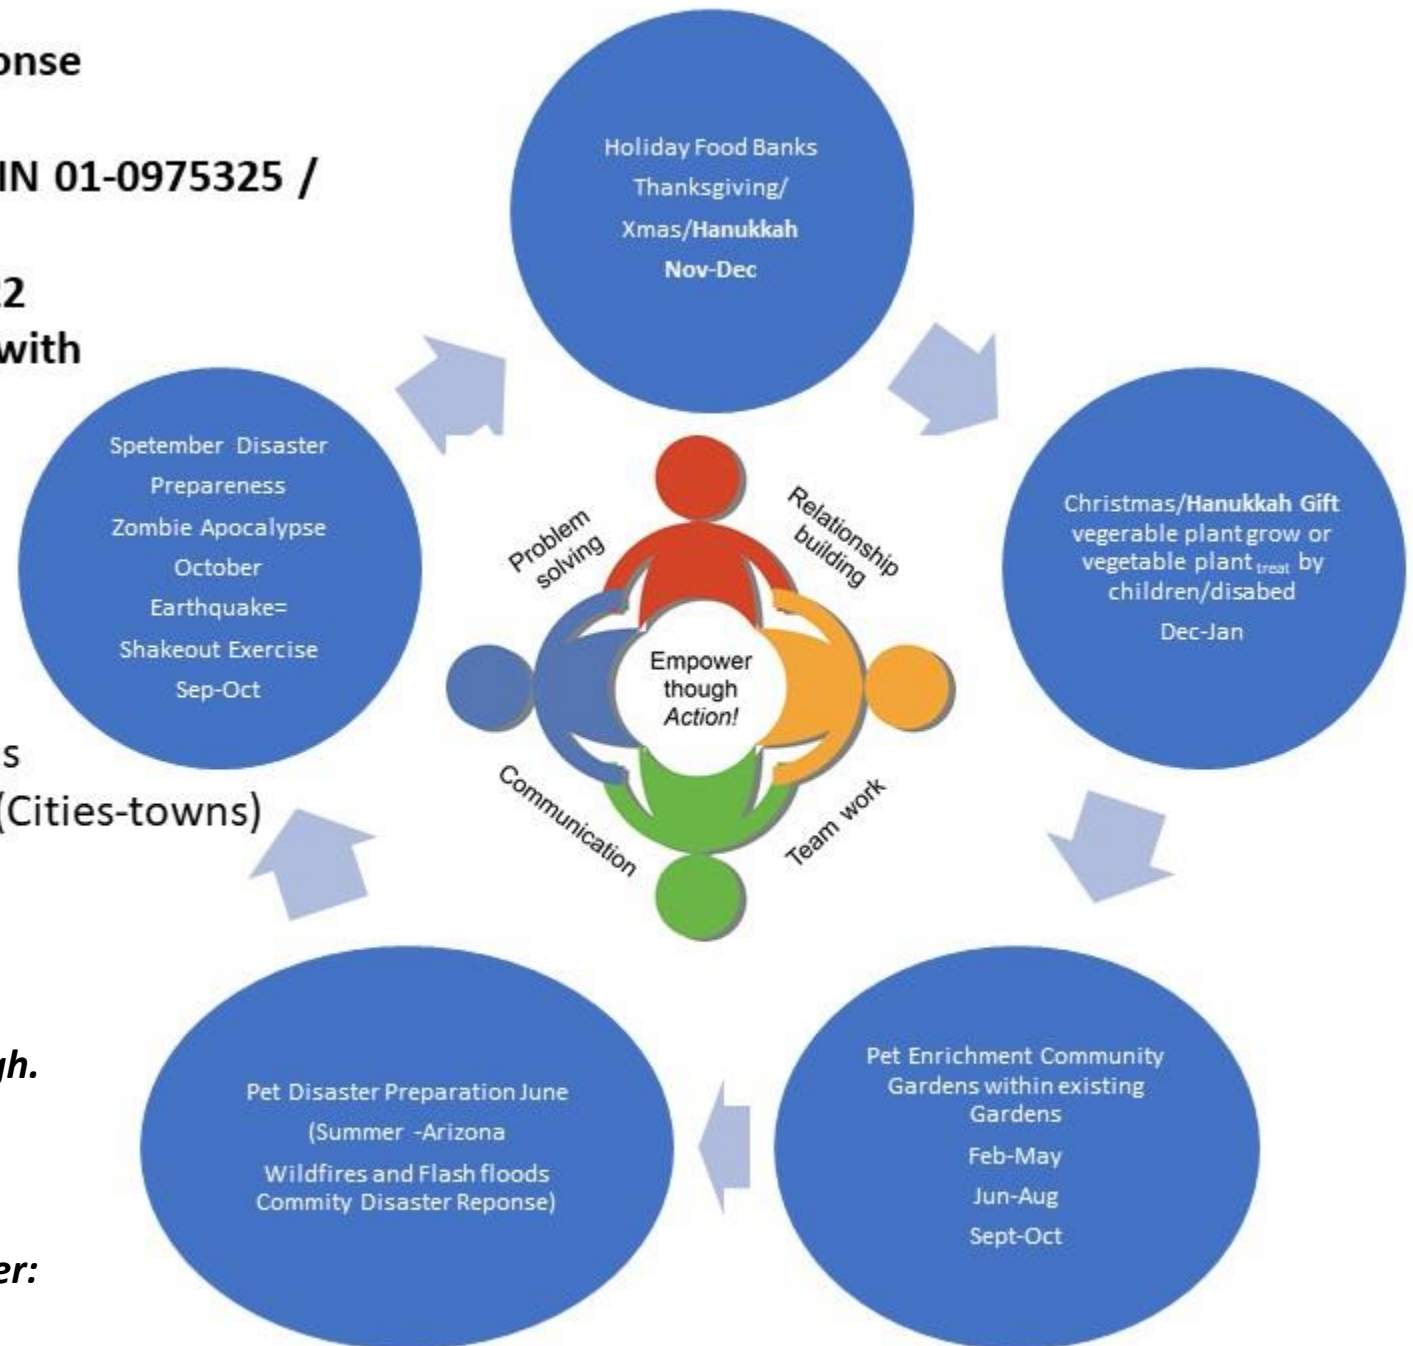 onse
IN 01-0975325 /
22
with
s
(Cities-towns)
gh.
er:
Holiday Food Banks
Thanksgiving/
Xmas/Hanukkah
Nov-Dec
Christmas/Hanukkah Gift
vegerable plant grow or
vegetable plant treat by
children/disabed
Dec-Jan
Pet Enrichment Community
Gardens within existing
Gardens
Feb-May
Jun-Aug
Sept-Oct
Pet Disaster Preparation June
(Summer -Arizona
Wildfires and Flash floods
Commity Disaster Reponse)
Spetember Disaster
Prepareness
Zombie Apocalypse
October
Earthquake=
Shakeout Exercise
Sep-Oct
Problem
solving
Relationship
building
Empower
though
Action!
Communication
Team work